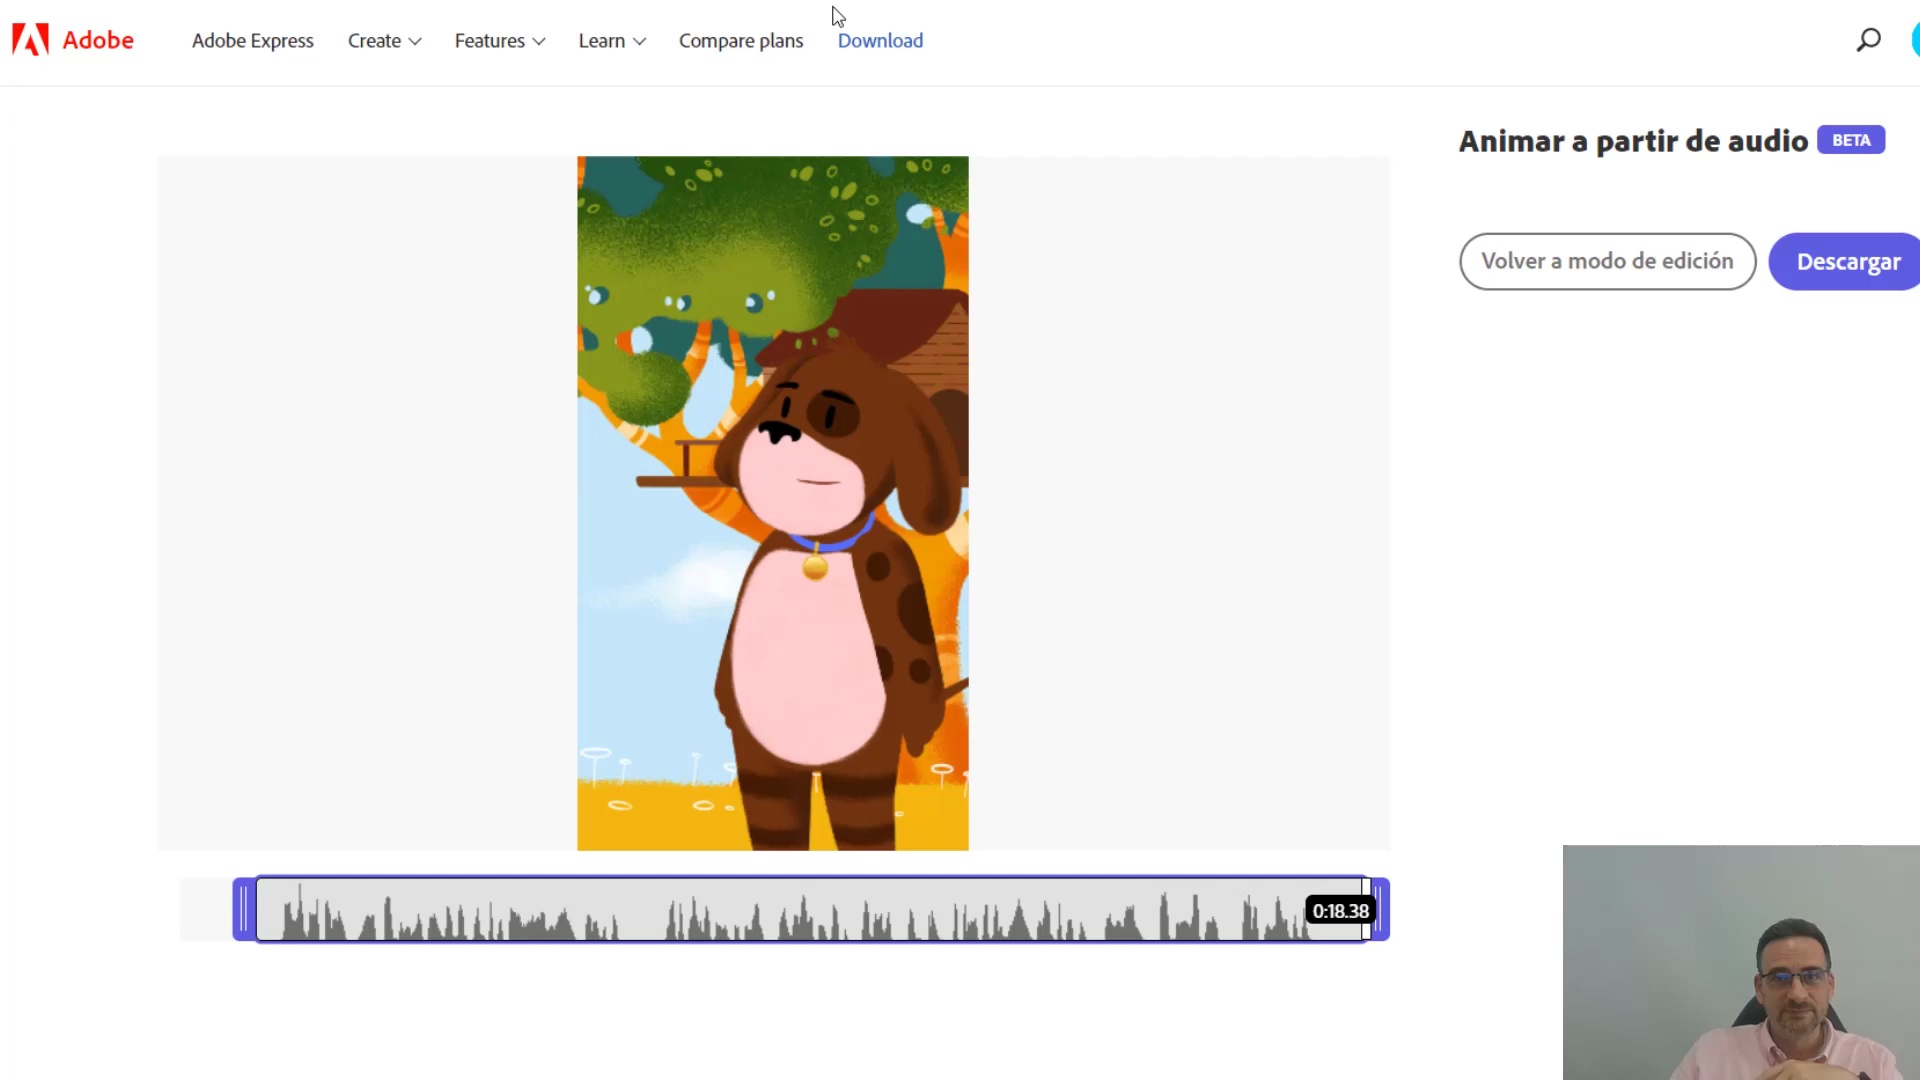 Adobe
Adobe Express
Create
Features
Learn
Compare plans
Download
Animar a partir de audio
BETA
Volver a modo de edición
Descargar
0:18.38